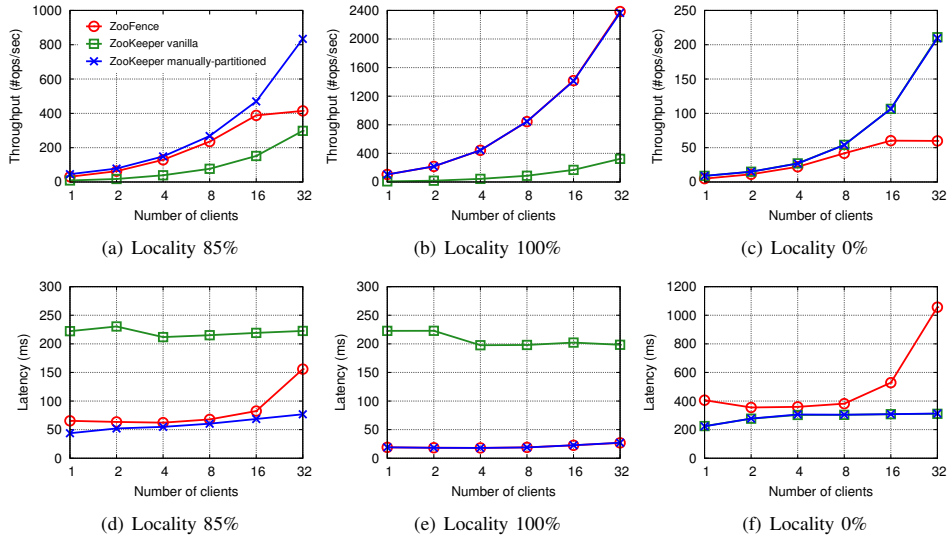 1000
800
600
400
200
0
Throughput (#ops/sec)
ZooFence
ZooKeeper vanilla
ZooKeeper manually-partitioned
1 2 4 8 16 32
Number of clients
(a) Locality 85%
2400
2000
1600
1200
800
400
0
Throughput (#ops/sec)
1 2 4 8 16 32
Number of clients
(b) Locality 100%
250
200
150
100
50
0
Throughput (#ops/sec)
1 2 4 8 16 32
Number of clients
(c) Locality 0%
300
250
200
150
100
50
0
Latency (ms)
1 2 4 8 16 32
Number of clients
(d) Locality 85%
300
250
200
150
100
50
0
Latency (ms)
1 2 4 8 16 32
Number of clients
(e) Locality 100%
1200
1000
800
600
400
200
0
Latency (ms)
1 2 4 8 16 32
Number of clients
(f) Locality 0%